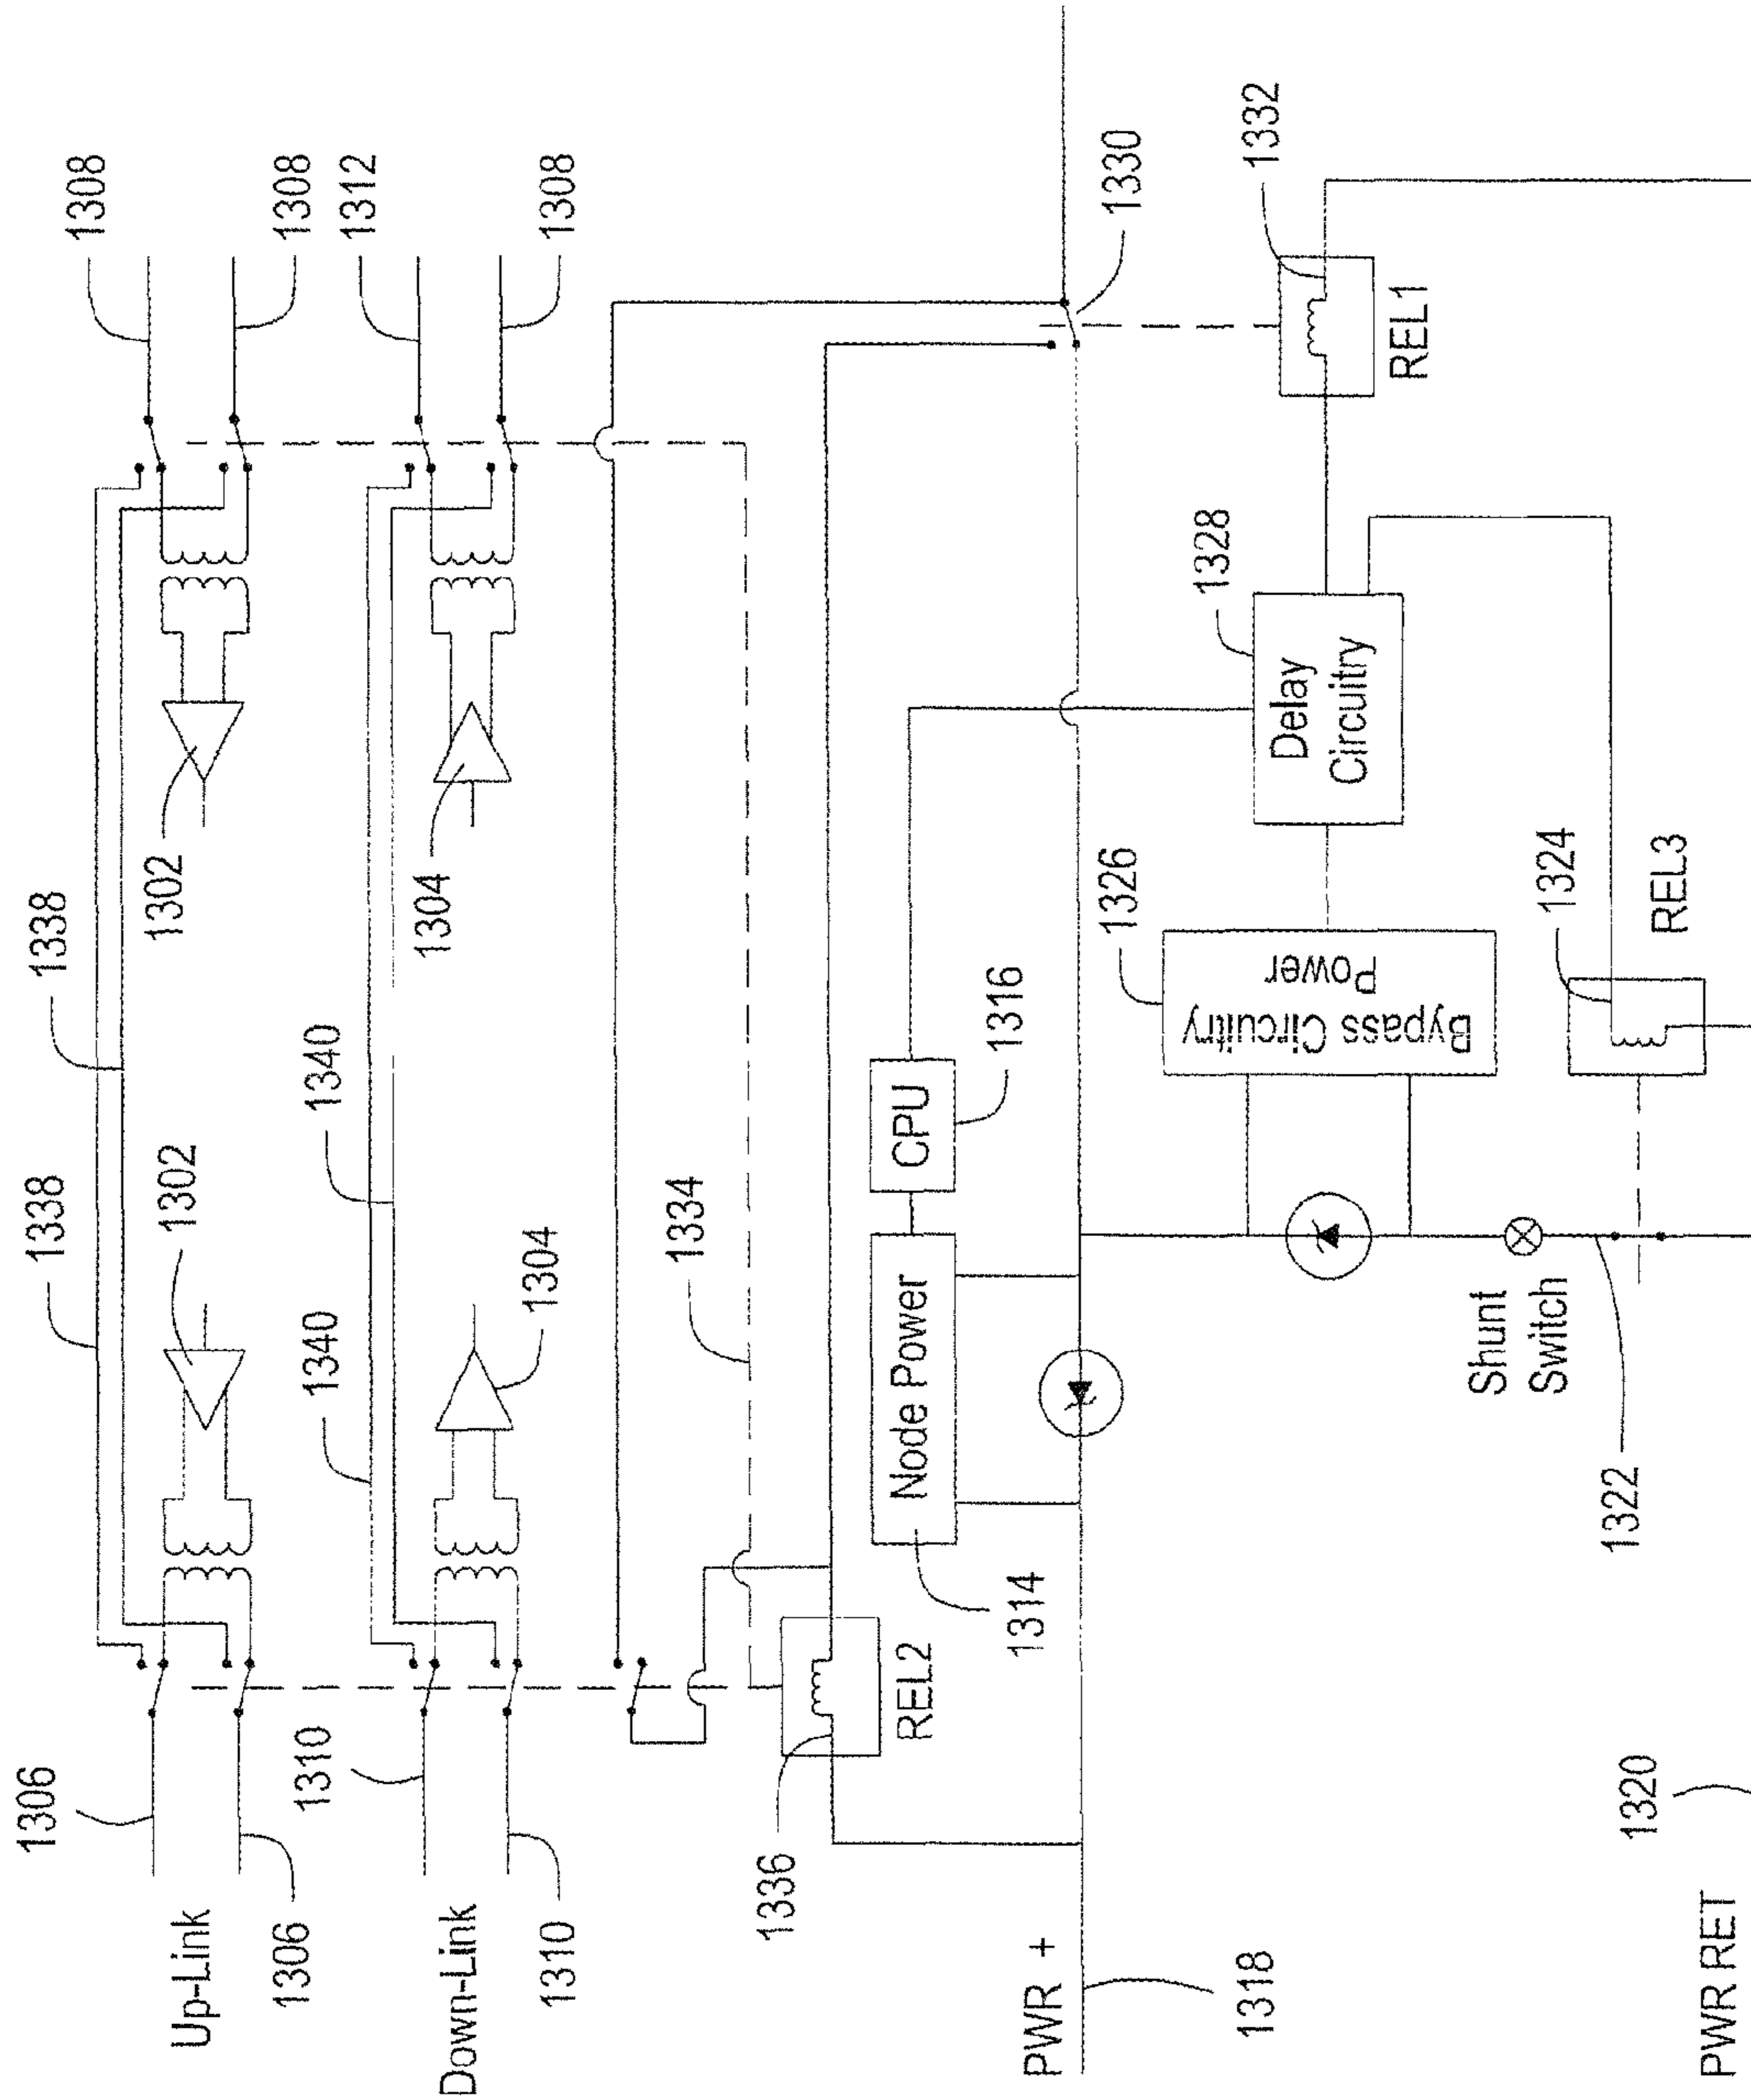 1306
1306
Up-Link
1338
1338
1302
1302
1308
1308
1310
1310
Down-Link
1340
1340
1304
1304
1312
1308
1334
1336
REL2
Node Power
1314
CPU
1316
PWR +
1318
1330
1332
REL1
Delay
Circuitry
1328
Bypass Circuitry
Power
1326
1324
REL3
Shunt
Switch
1322
1320
PWR RET